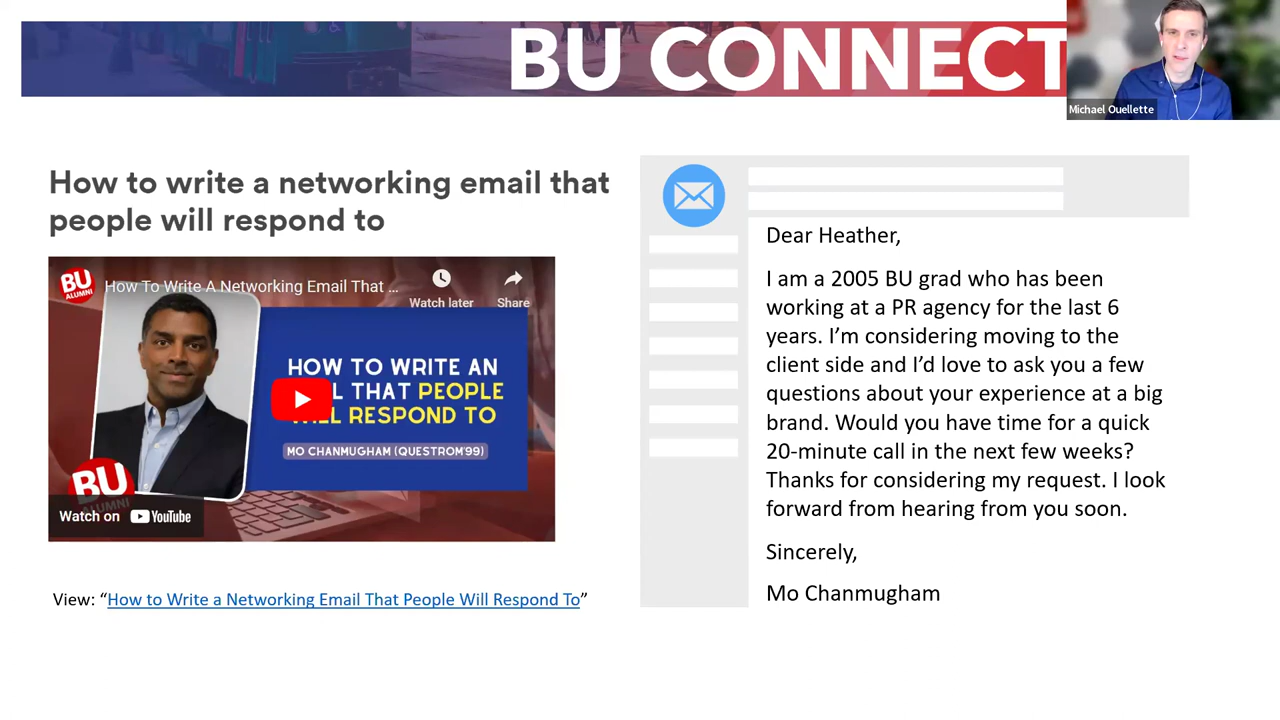 BU CONNECT
Michael Ouellette
How to write a networking email that
people will respond to
BU
ALUMNI
How To Write A Networking Email That ...
Watch later
Share
HOW TO WRITE AN
L THAT PEOPLE
LL RESPOND TO
MO CHANMUGHAM (QUESTROM'99)
BU
ALUMNI
Watch on YouTube
View: “How to Write a Networking Email That People Will Respond To”
Dear Heather,
I am a 2005 BU grad who has been
working at a PR agency for the last 6
years. I’m considering moving to the
client side and I’d love to ask you a few
questions about your experience at a big
brand. Would you have time for a quick
20-minute call in the next few weeks?
Thanks for considering my request. I look
forward from hearing from you soon.
Sincerely,
Mo Chanmugham